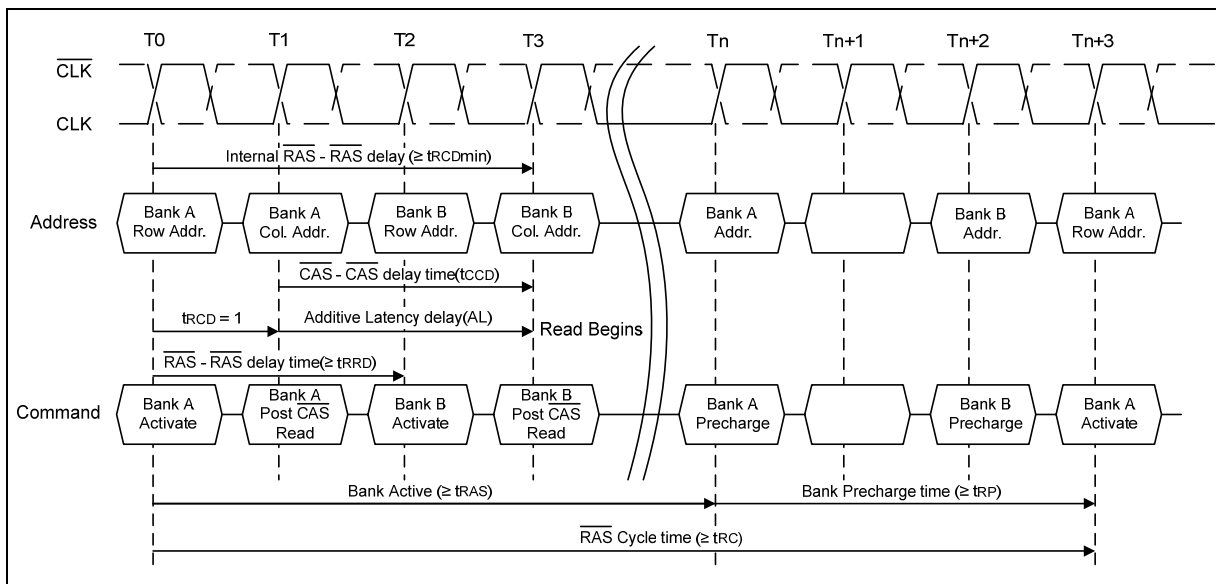 T0 T1 T2 T3 Tn Tn+1 Tn+2 Tn+3
CLK
CLK
Internal RAS - RAS delay (≥ tRCDmin)
Address
Bank A
Row Addr.
Bank A
Col. Addr.
Bank B
Row Addr.
Bank B
Col. Addr.
Bank A
Addr.
Bank B
Addr.
Bank A
Row Addr.
CAS - CAS delay time(tCCD)
tRCD = 1
Additive Latency delay(AL)
Read Begins
RAS - RAS delay time(≥ tRRD)
Command
Bank A
Activate
Bank A
Post CAS
Read
Bank B
Activate
Bank B
Post CAS
Read
Bank A
Precharge
Bank B
Precharge
Bank A
Activate
Bank Active (≥ tRAS)
Bank Precharge time (≥ tRP)
RAS Cycle time (≥ tRC)